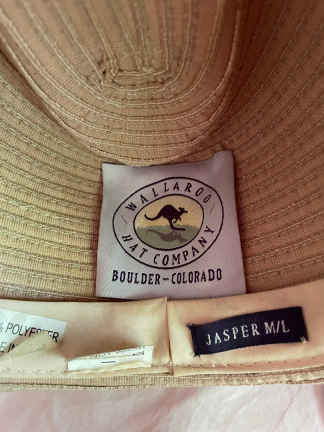 WALLAROO
HAT COMPANY
BOULDER-COLORADO
% POLYESTER
JASPER M/L